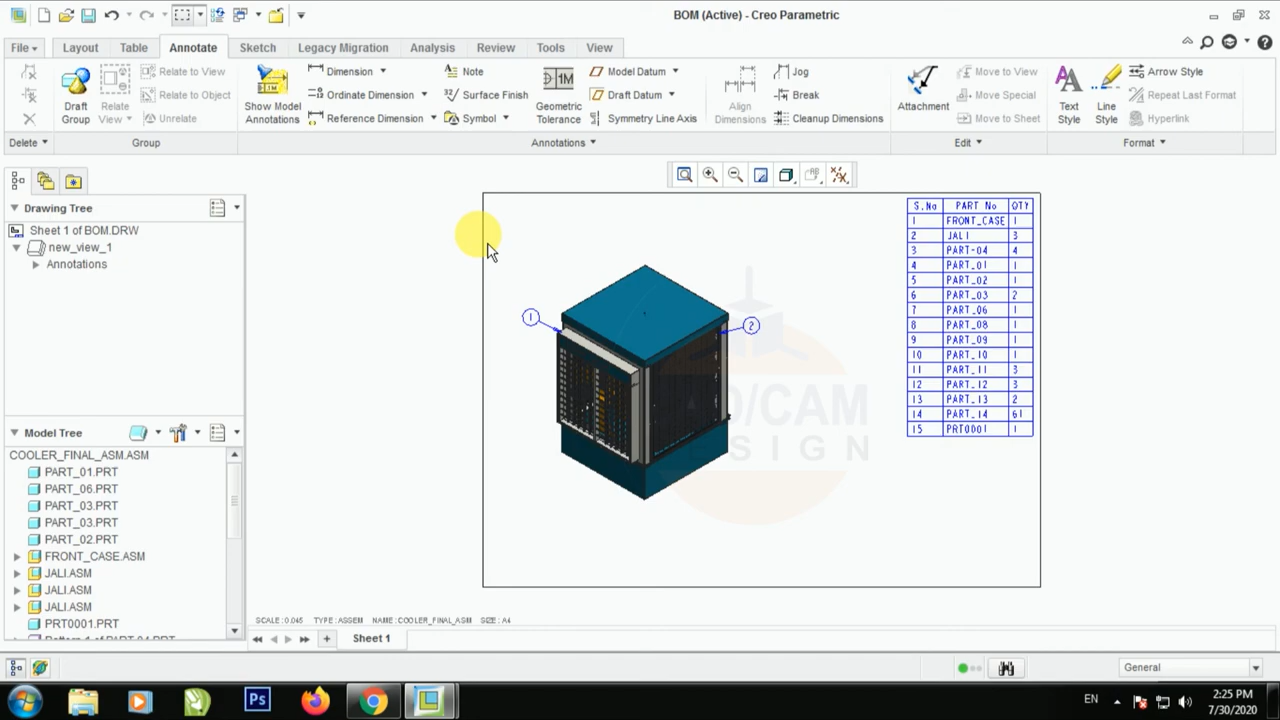 BOM (Active) - Creo Parametric
File
Layout
Table
Annotate
Sketch
Legacy Migration
Analysis
Review
Tools
View
Draft Group
Relate View
Relate to View
Relate to Object
Unrelate
Show Model Annotations
Dimension
Ordinate Dimension
Reference Dimension
Note
Surface Finish
Symbol
Geometric Tolerance
Model Datum
Draft Datum
Symmetry Line Axis
Align Dimensions
Jog
Break
Cleanup Dimensions
Attachment
Move to View
Move Special
Move to Sheet
Text Style
Line Style
Arrow Style
Repeat Last Format
Hyperlink
Delete
Group
Annotations
Edit
Format
Drawing Tree
Sheet 1 of BOM.DRW
new_view_1
Annotations
Model Tree
COOLER_FINAL_ASM.ASM
PART_01.PRT
PART_06.PRT
PART_03.PRT
PART_03.PRT
PART_02.PRT
FRONT_CASE.ASM
JALI.ASM
JALI.ASM
JALI.ASM
PRT0001.PRT
1
2
S.No PART No QTY
1 FRONT_CASE 1
2 JALI 3
3 PART-04 4
4 PART_01 1
5 PART_02 1
6 PART_03 2
7 PART_06 1
8 PART_08 1
9 PART_09 1
10 PART_10 1
11 PART_11 3
12 PART_12 3
13 PART_13 2
14 PART_14 61
15 PRT0001 1
/CAM
DESIGN
SCALE : 0.045 TYPE : ASSEM NAME : COOLER_FINAL_ASM SIZE : A4
Sheet 1
General
EN
2:25 PM
7/30/2020